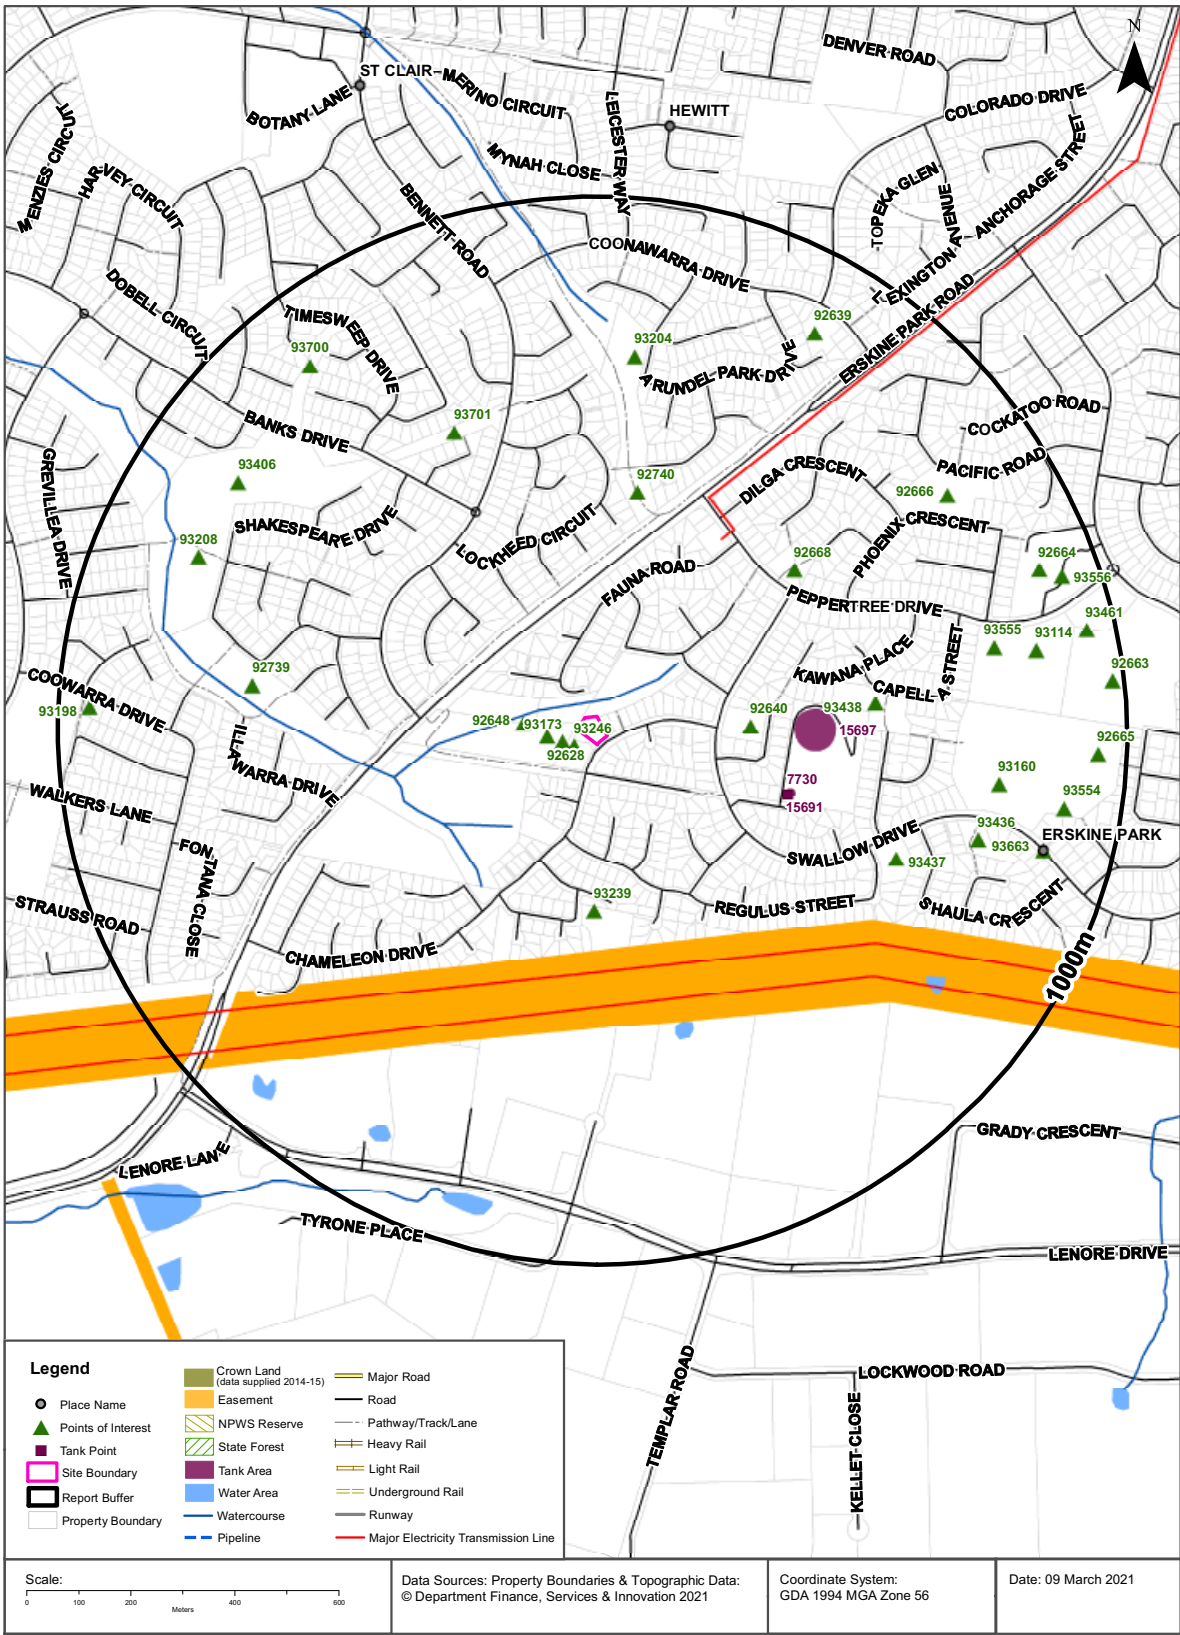 N
DENVER ROAD
ST CLAIR
MERINO CIRCUIT
COLORADO DRIVE
BOTANY LANE
LEICESTER WAY
HEWITT
MENZIES CIRCUIT
HARVEY CIRCUIT
MYNAH CLOSE
TOPEKA GLEN
ANCHORAGE STREET
BENNETT ROAD
LEXINGTON AVENUE
COONAWARRA DRIVE
DOBELL CIRCUIT
TIMESWEEP DRIVE
ERSKINE PARK ROAD
92639
93204
93700
ARUNDEL PARK DRIVE
93701
BANKS DRIVE
COCKATOO ROAD
GREVILLEA DRIVE
93406
92740
DILGA CRESCENT
PACIFIC ROAD
92666
SHAKESPEARE DRIVE
LOCKHEED CIRCUIT
PHOENIX CRESCENT
93208
92668
92664
93556
FAUNA ROAD
PEPPERTREE DRIVE
93461
93555
93114
92739
KAWANA PLACE
CAPELLA STREET
92663
COOWARRA DRIVE
93198
92648
93173
93246
92640
93438
15697
92628
92665
ILLAWARRA DRIVE
7730
93160
WALKERS LANE
15691
93554
93436
ERSKINE PARK
FONTANA CLOSE
SWALLOW DRIVE
93663
93437
STRAUSS ROAD
93239
REGULUS STREET
SHAULA CRESCENT
CHAMELEON DRIVE
1000m
GRADY CRESCENT
LENORE LANE
TYRONE PLACE
LENORE DRIVE
TEMPLAR ROAD
LOCKWOOD ROAD
KELLET CLOSE
Legend
Place Name
Points of Interest
Tank Point
Site Boundary
Report Buffer
Property Boundary
Crown Land
(data supplied 2014-15)
Easement
NPWS Reserve
State Forest
Tank Area
Water Area
Watercourse
Pipeline
Major Road
Road
Pathway/Track/Lane
Heavy Rail
Light Rail
Underground Rail
Runway
Major Electricity Transmission Line
Scale:
0 100 200 400 600
Meters
Data Sources: Property Boundaries & Topographic Data:
© Department Finance, Services & Innovation 2021
Coordinate System:
GDA 1994 MGA Zone 56
Date: 09 March 2021